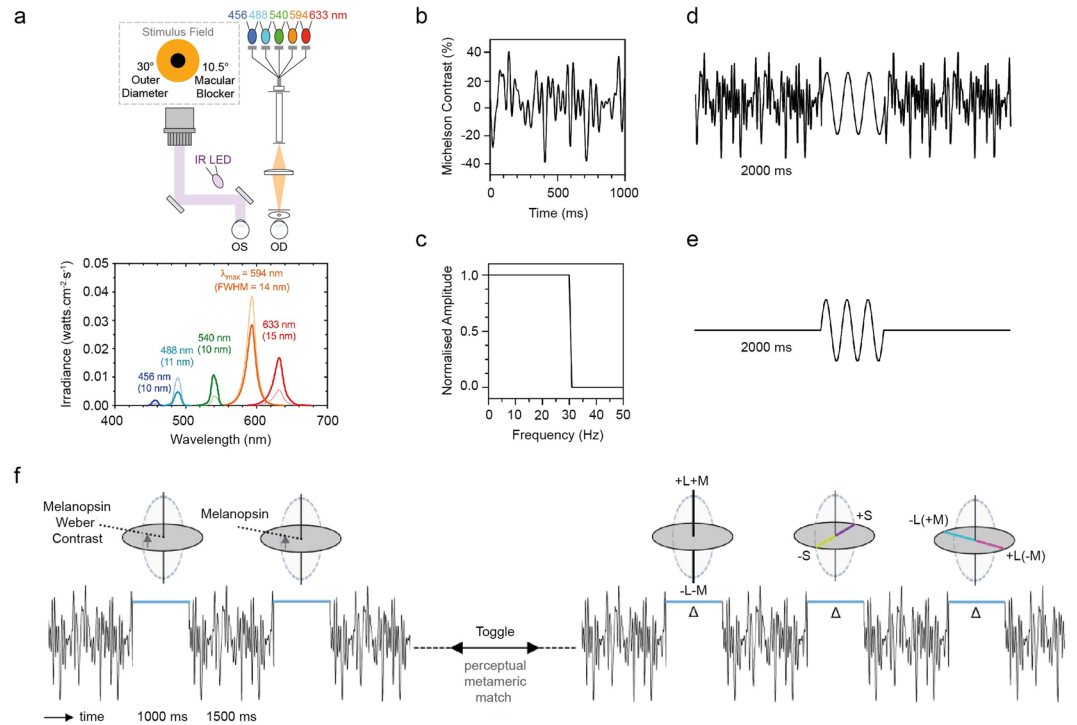 a
456 488 540 594 633 nm
Stimulus Field
30°
Outer
Diameter
10.5°
Macular
Blocker
IR LED
OS
OD
Irradiance (watts.cm⁻²·s⁻¹)
0.05
0.04
0.03
0.02
0.01
0.00
λmax = 594 nm
(FWHM = 14 nm)
633 nm
(15 nm)
540 nm
(10 nm)
488 nm
(11 nm)
456 nm
(10 nm)
400 500 600 700
Wavelength (nm)
b
Michelson Contrast (%)
40
20
0
-20
-40
0 500 1000
Time (ms)
c
Normalised Amplitude
1.0
0.5
0.0
0 10 20 30 40 50
Frequency (Hz)
d
2000 ms
e
2000 ms
f
Melanopsin
Weber
Contrast
Melanopsin
Toggle
perceptual
metameric
match
time
1000 ms
1500 ms
+L+M
-L-M
Δ
+S
-S
Δ
-L(+M)
+L(-M)
Δ